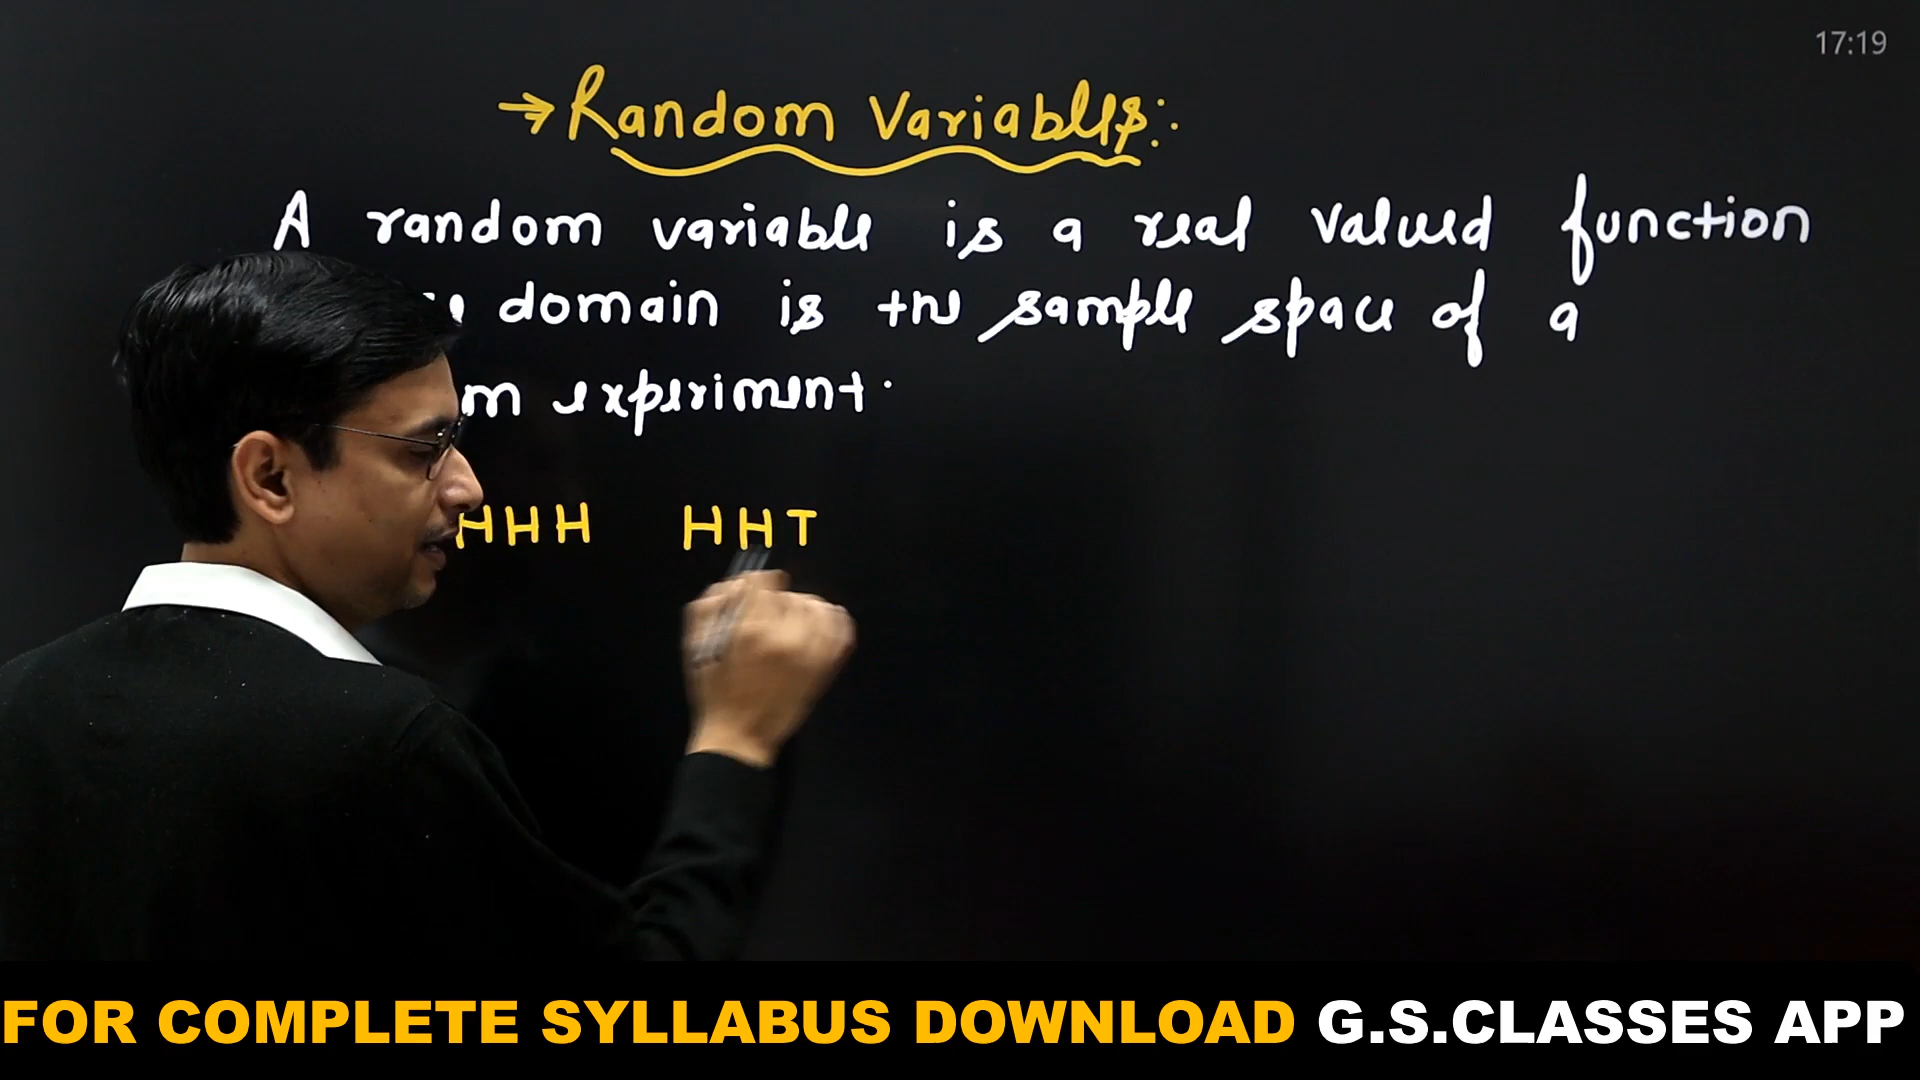 17:19
→ Random Variables:
A random variable is a real valued function
domain is the sample space of a
experiment.
HHH HHT
FOR COMPLETE SYLLABUS DOWNLOAD G.S.CLASSES APP